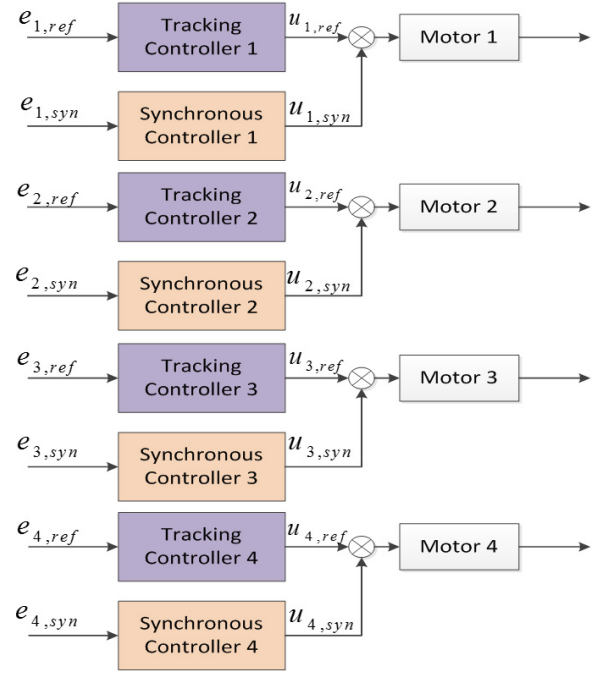 e1,ref
Tracking
Controller 1
u1,ref
Motor 1
e1,syn
Synchronous
Controller 1
u1,syn
e2,ref
Tracking
Controller 2
u2,ref
Motor 2
e2,syn
Synchronous
Controller 2
u2,syn
e3,ref
Tracking
Controller 3
u3,ref
Motor 3
e3,syn
Synchronous
Controller 3
u3,syn
e4,ref
Tracking
Controller 4
u4,ref
Motor 4
e4,syn
Synchronous
Controller 4
u4,syn